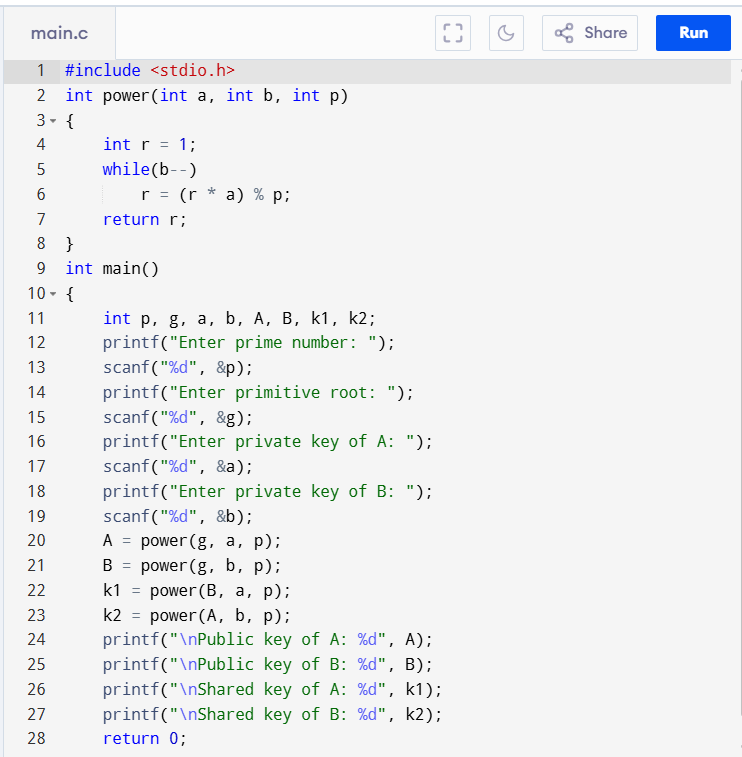 main.c Share Run
1 #include <stdio.h>
2 int power(int a, int b, int p)
3 {
4     int r = 1;
5     while(b--)
6         r = (r * a) % p;
7     return r;
8 }
9 int main()
10 {
11     int p, g, a, b, A, B, k1, k2;
12     printf("Enter prime number: ");
13     scanf("%d", &p);
14     printf("Enter primitive root: ");
15     scanf("%d", &g);
16     printf("Enter private key of A: ");
17     scanf("%d", &a);
18     printf("Enter private key of B: ");
19     scanf("%d", &b);
20     A = power(g, a, p);
21     B = power(g, b, p);
22     k1 = power(B, a, p);
23     k2 = power(A, b, p);
24     printf("\nPublic key of A: %d", A);
25     printf("\nPublic key of B: %d", B);
26     printf("\nShared key of A: %d", k1);
27     printf("\nShared key of B: %d", k2);
28     return 0;